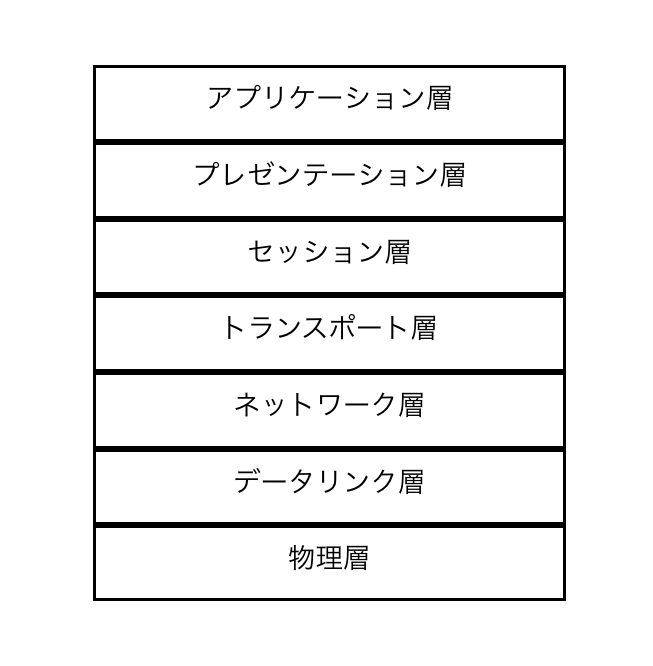 アプリケーション層
プレゼンテーション層
セッション層
トランスポート層
ネットワーク層
データリンク層
物理層